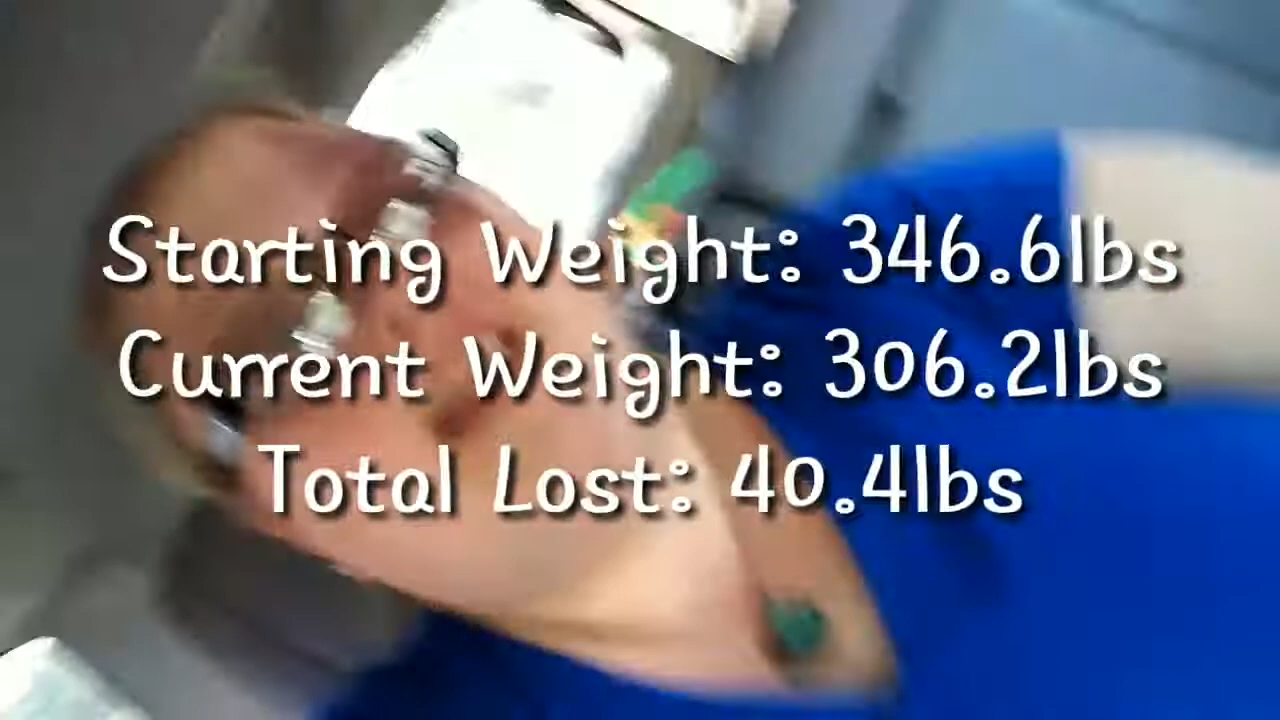 Starting Weight: 346.6lbs
Current Weight: 306.2lbs
Total Lost: 40.4lbs